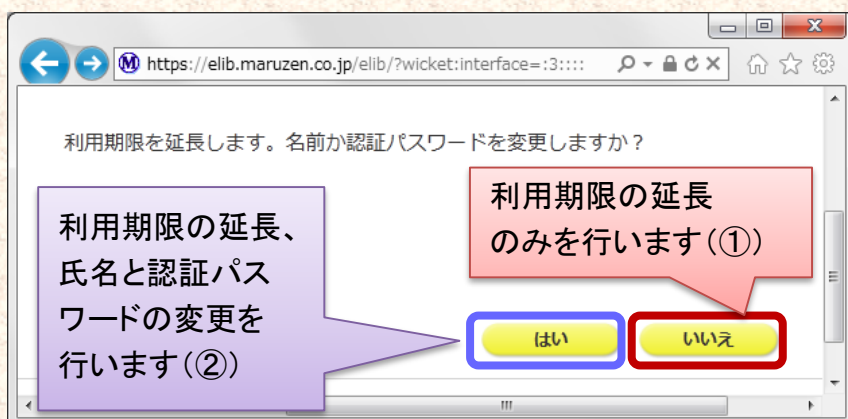 https://elib.maruzen.co.jp/elib/?wicket:interface=:3::::
利用期限を延長します。名前か認証パスワードを変更しますか？
利用期限の延長、
氏名と認証パス
ワードの変更を
行います（②）
利用期限の延長
のみを行います（①）
はい
いいえ